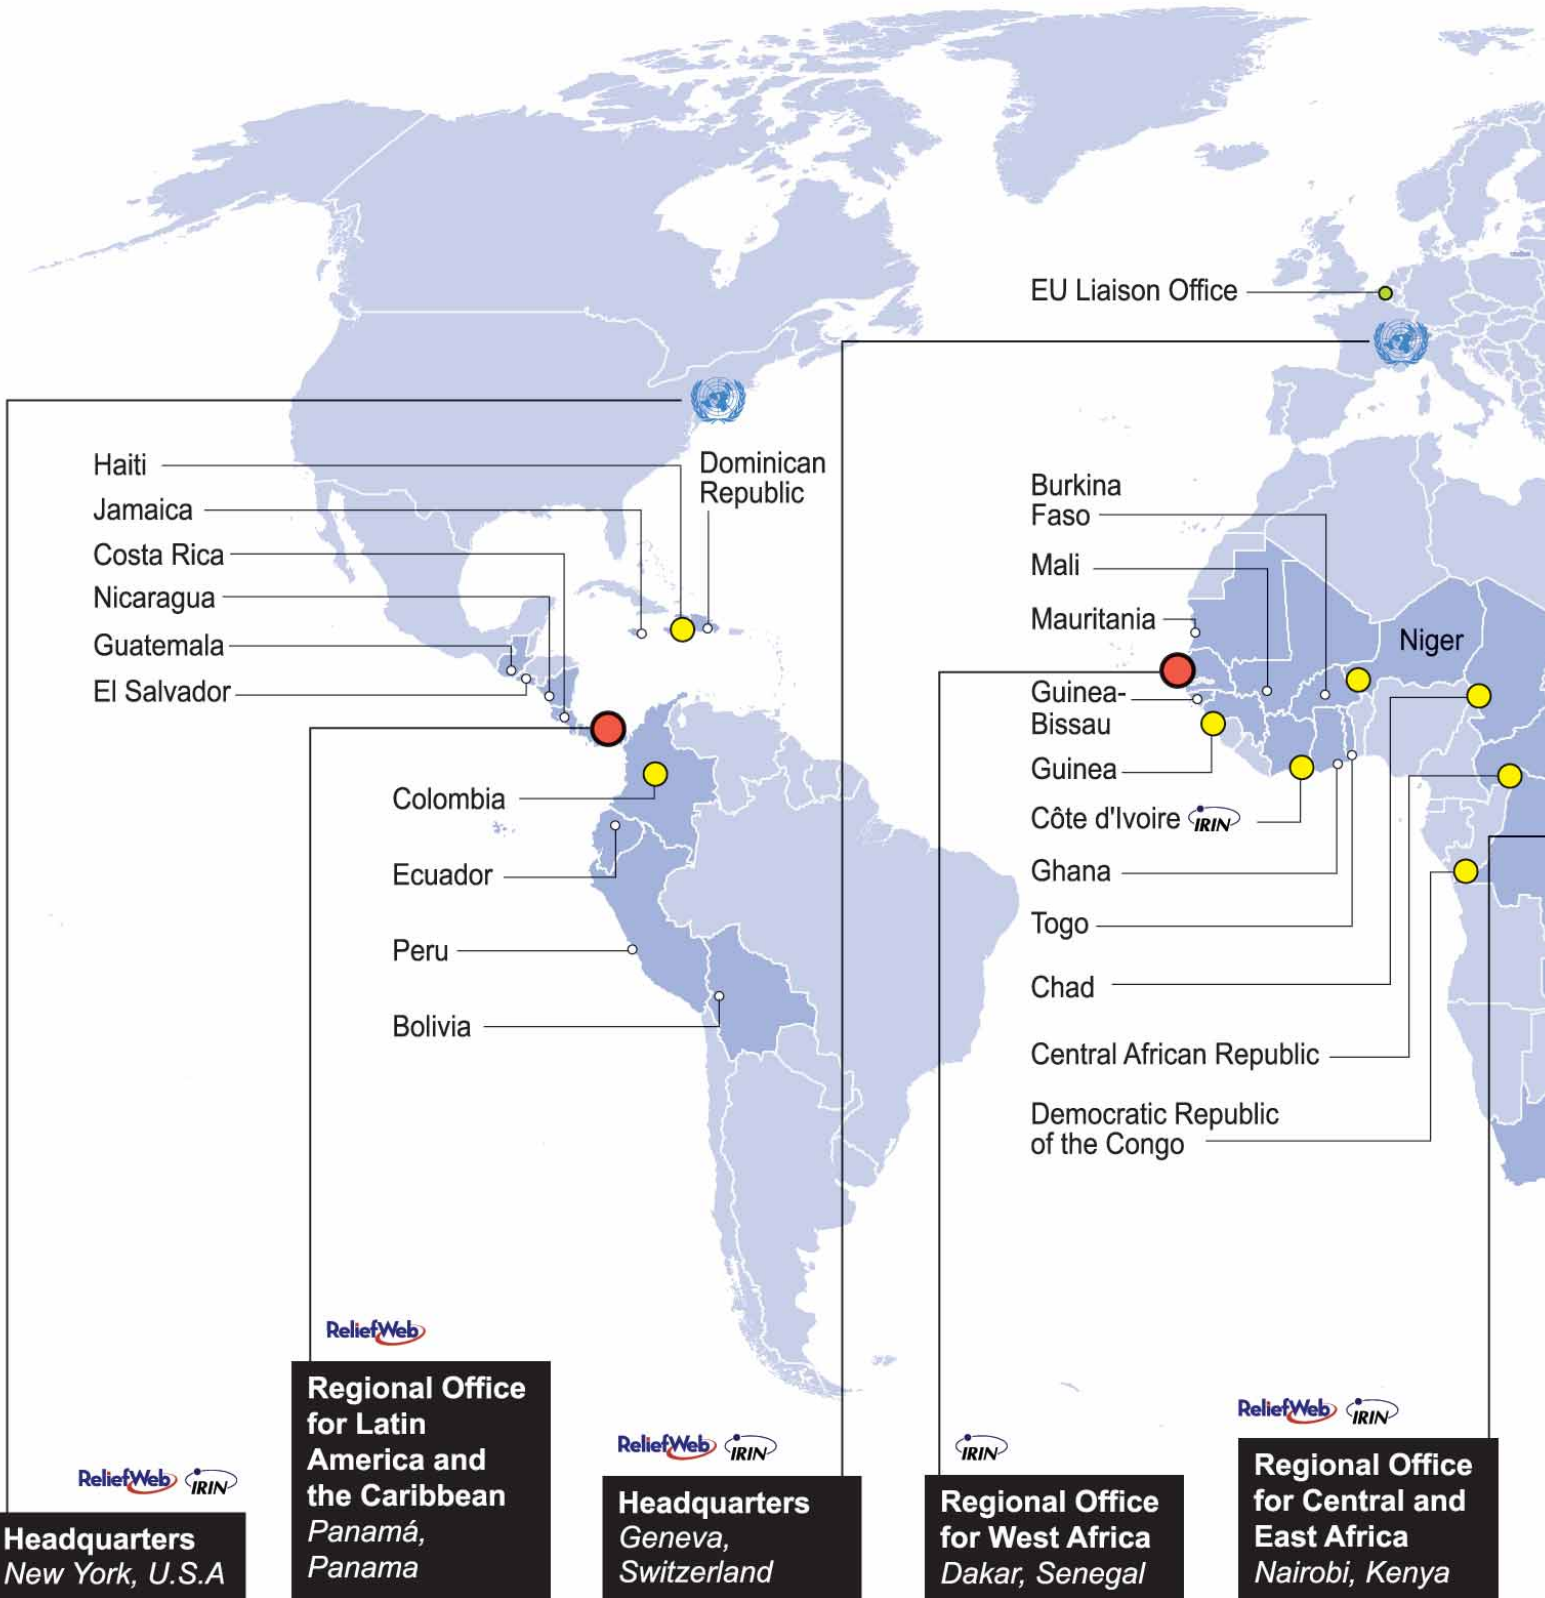 EU Liaison Office
Haiti
Dominican
Republic
Jamaica
Costa Rica
Nicaragua
Guatemala
El Salvador
Colombia
Ecuador
Peru
Bolivia
Burkina
Faso
Mali
Mauritania
Niger
Guinea-
Bissau
Guinea
Côte d'Ivoire IRIN
Ghana
Togo
Chad
Central African Republic
Democratic Republic
of the Congo
ReliefWeb IRIN
Headquarters
New York, U.S.A
ReliefWeb
Regional Office
for Latin
America and
the Caribbean
Panamá,
Panama
ReliefWeb IRIN
Headquarters
Geneva,
Switzerland
IRIN
Regional Office
for West Africa
Dakar, Senegal
ReliefWeb IRIN
Regional Office
for Central and
East Africa
Nairobi, Kenya